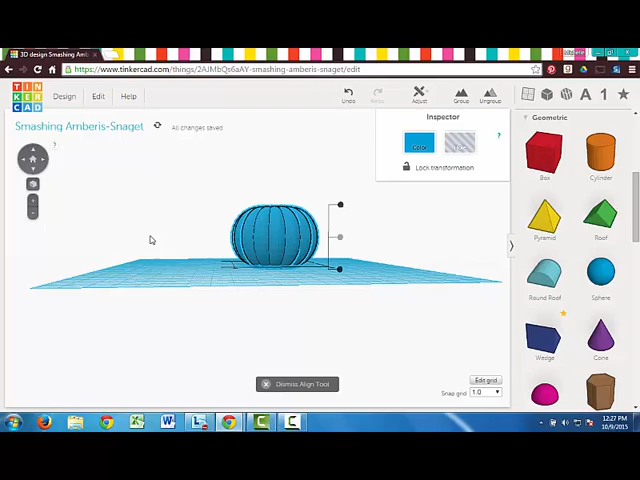 3D design Smashing Amb
https://www.tinkercad.com/things/2AJMbQs6aAY-smashing-amberis-snaget/edit
TIN
KER
CAD
Design
Edit
Help
Undo
Redo
Adjust
Group
Ungroup
Smashing Amberis-Snaget
All changes saved
Inspector
Color
Hole
?
Lock transformation
Geometric
Box
Cylinder
Pyramid
Roof
Round Roof
Sphere
Wedge
Cone
Dismiss Align Tool
Edit grid
Snap grid
1.0
12:27 PM
10/9/2015